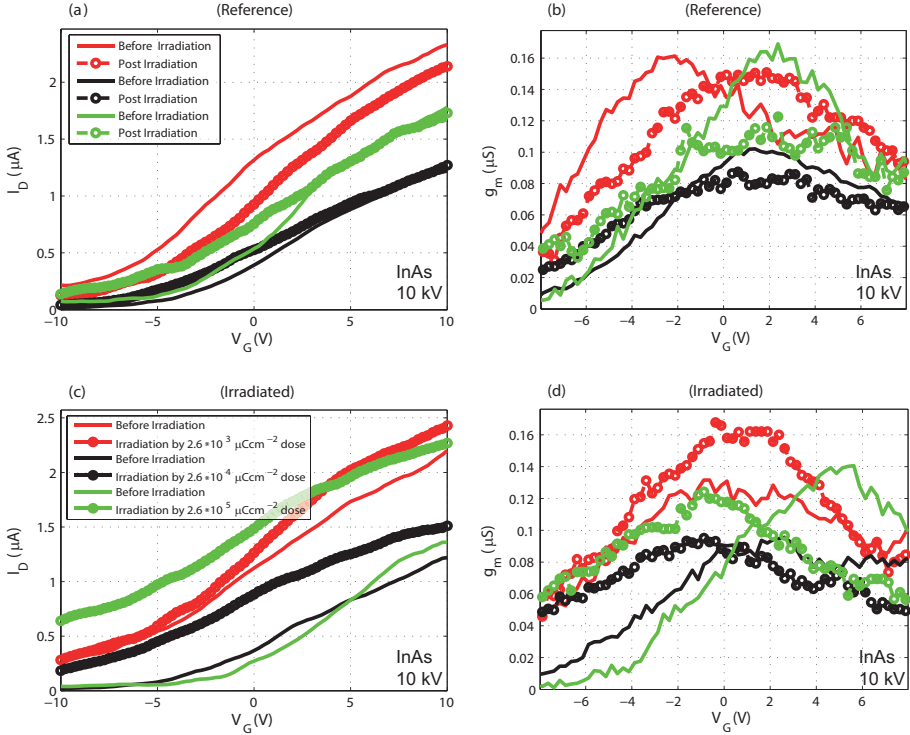 (a) (Reference)
2
1.5
1
0.5
0
I_D (μA)
Before Irradiation
Post Irradiation
Before Irradiation
Post Irradiation
Before Irradiation
Post Irradiation
InAs
10 kV
−10 −5 0 5 10
V_G (V)
(b) (Reference)
0.16
0.14
0.12
0.1
0.08
0.06
0.04
0.02
0
g_m (μS)
InAs
10 kV
−6 −4 −2 0 2 4 6
V_G (V)
(c) (Irradiated)
2.5
2
1.5
1
0.5
0
I_D (μA)
Before Irradiation
Irradiation by 2.6*10^3 μCcm^−2 dose
Before Irradiation
Irradiation by 2.6*10^4 μCcm^−2 dose
Before Irradiation
Irradiation by 2.6*10^5 μCcm^−2 dose
InAs
10 kV
−10 −5 0 5 10
V_G (V)
(d) (Irradiated)
0.16
0.14
0.12
0.1
0.08
0.06
0.04
0.02
0
g_m (μS)
InAs
10 kV
−6 −4 −2 0 2 4 6
V_G (V)